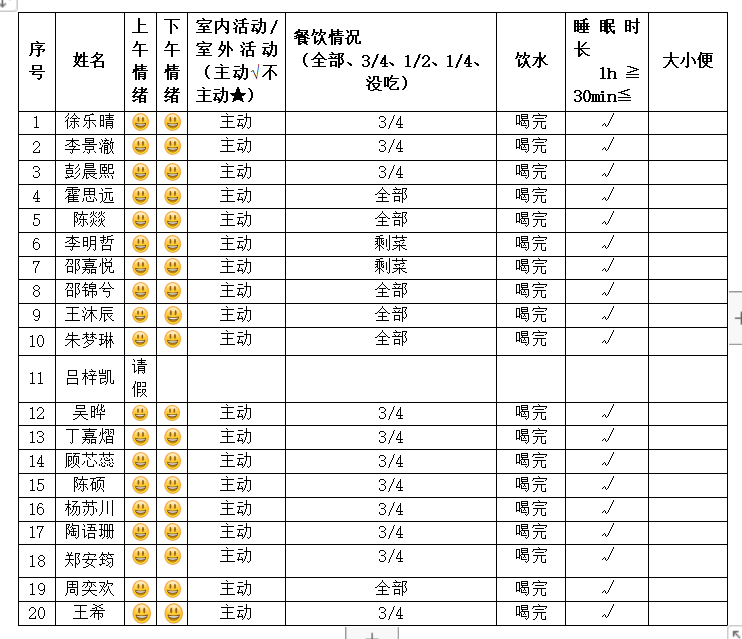 序号 姓名 上午情绪 下午情绪 室内活动/室外活动(主动√不主动★) 餐饮情况(全部、3/4、1/2、1/4、没吃) 饮水 睡眠时长 1h≧ 30min≦ 大小便
1 徐乐晴 😃 😃 主动 3/4 喝完 √
2 李景澈 😃 😃 主动 3/4 喝完 √
3 彭晨熙 😃 😃 主动 3/4 喝完 √
4 霍思远 😃 😃 主动 全部 喝完 √
5 陈燚 😃 😃 主动 全部 喝完 √
6 李明哲 😃 😃 主动 剩菜 喝完 √
7 邵嘉悦 😃 😃 主动 剩菜 喝完 √
8 邵锦兮 😃 😃 主动 全部 喝完 √
9 王沐辰 😃 😃 主动 全部 喝完 √
10 朱梦琳 😃 😃 主动 全部 喝完 √
11 吕梓凯 请假
12 吴晔 😃 😃 主动 3/4 喝完 √
13 丁嘉熠 😃 😃 主动 3/4 喝完 √
14 顾芯蕊 😃 😃 主动 3/4 喝完 √
15 陈硕 😃 😃 主动 3/4 喝完 √
16 杨苏川 😃 😃 主动 3/4 喝完 √
17 陶语珊 😃 😃 主动 3/4 喝完 √
18 郑安筠 😃 😃 主动 3/4 喝完 √
19 周奕欢 😃 😃 主动 全部 喝完 √
20 王希 😃 😃 主动 3/4 喝完 √